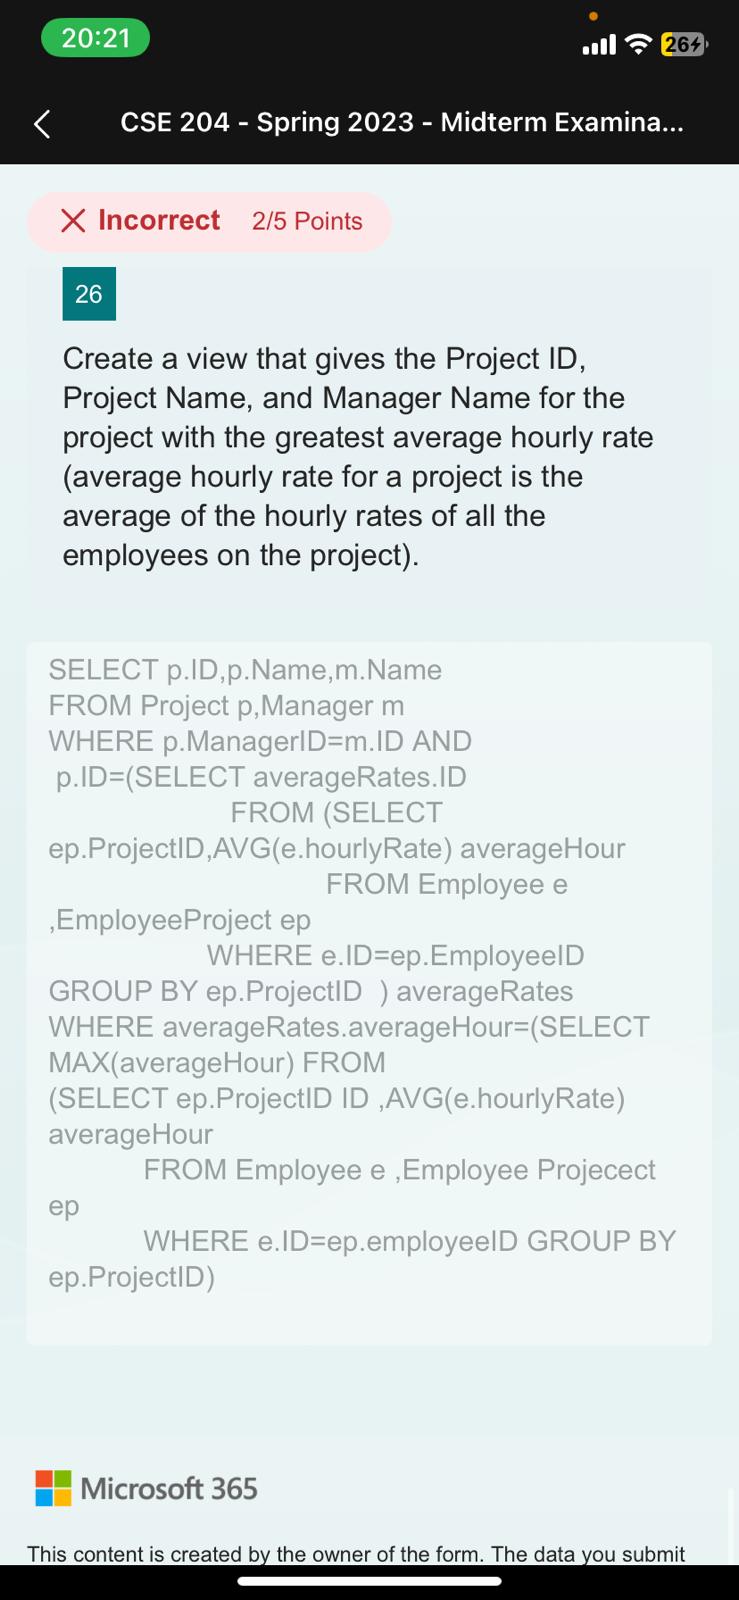 20:21
26
CSE 204 - Spring 2023 - Midterm Examina...
Incorrect 2/5 Points
26
Create a view that gives the Project ID,
Project Name, and Manager Name for the
project with the greatest average hourly rate
(average hourly rate for a project is the
average of the hourly rates of all the
employees on the project).
SELECT p.ID,p.Name,m.Name
FROM Project p,Manager m
WHERE p.ManagerID=m.ID AND
p.ID=(SELECT averageRates.ID
FROM (SELECT
ep.ProjectID,AVG(e.hourlyRate) averageHour
FROM Employee e
,EmployeeProject ep
WHERE e.ID=ep.EmployeeID
GROUP BY ep.ProjectID ) averageRates
WHERE averageRates.averageHour=(SELECT
MAX(averageHour) FROM
(SELECT ep.ProjectID ID ,AVG(e.hourlyRate)
averageHour
FROM Employee e ,Employee Projecect
ep
WHERE e.ID=ep.employeeID GROUP BY
ep.ProjectID)
Microsoft 365
This content is created by the owner of the form. The data you submit